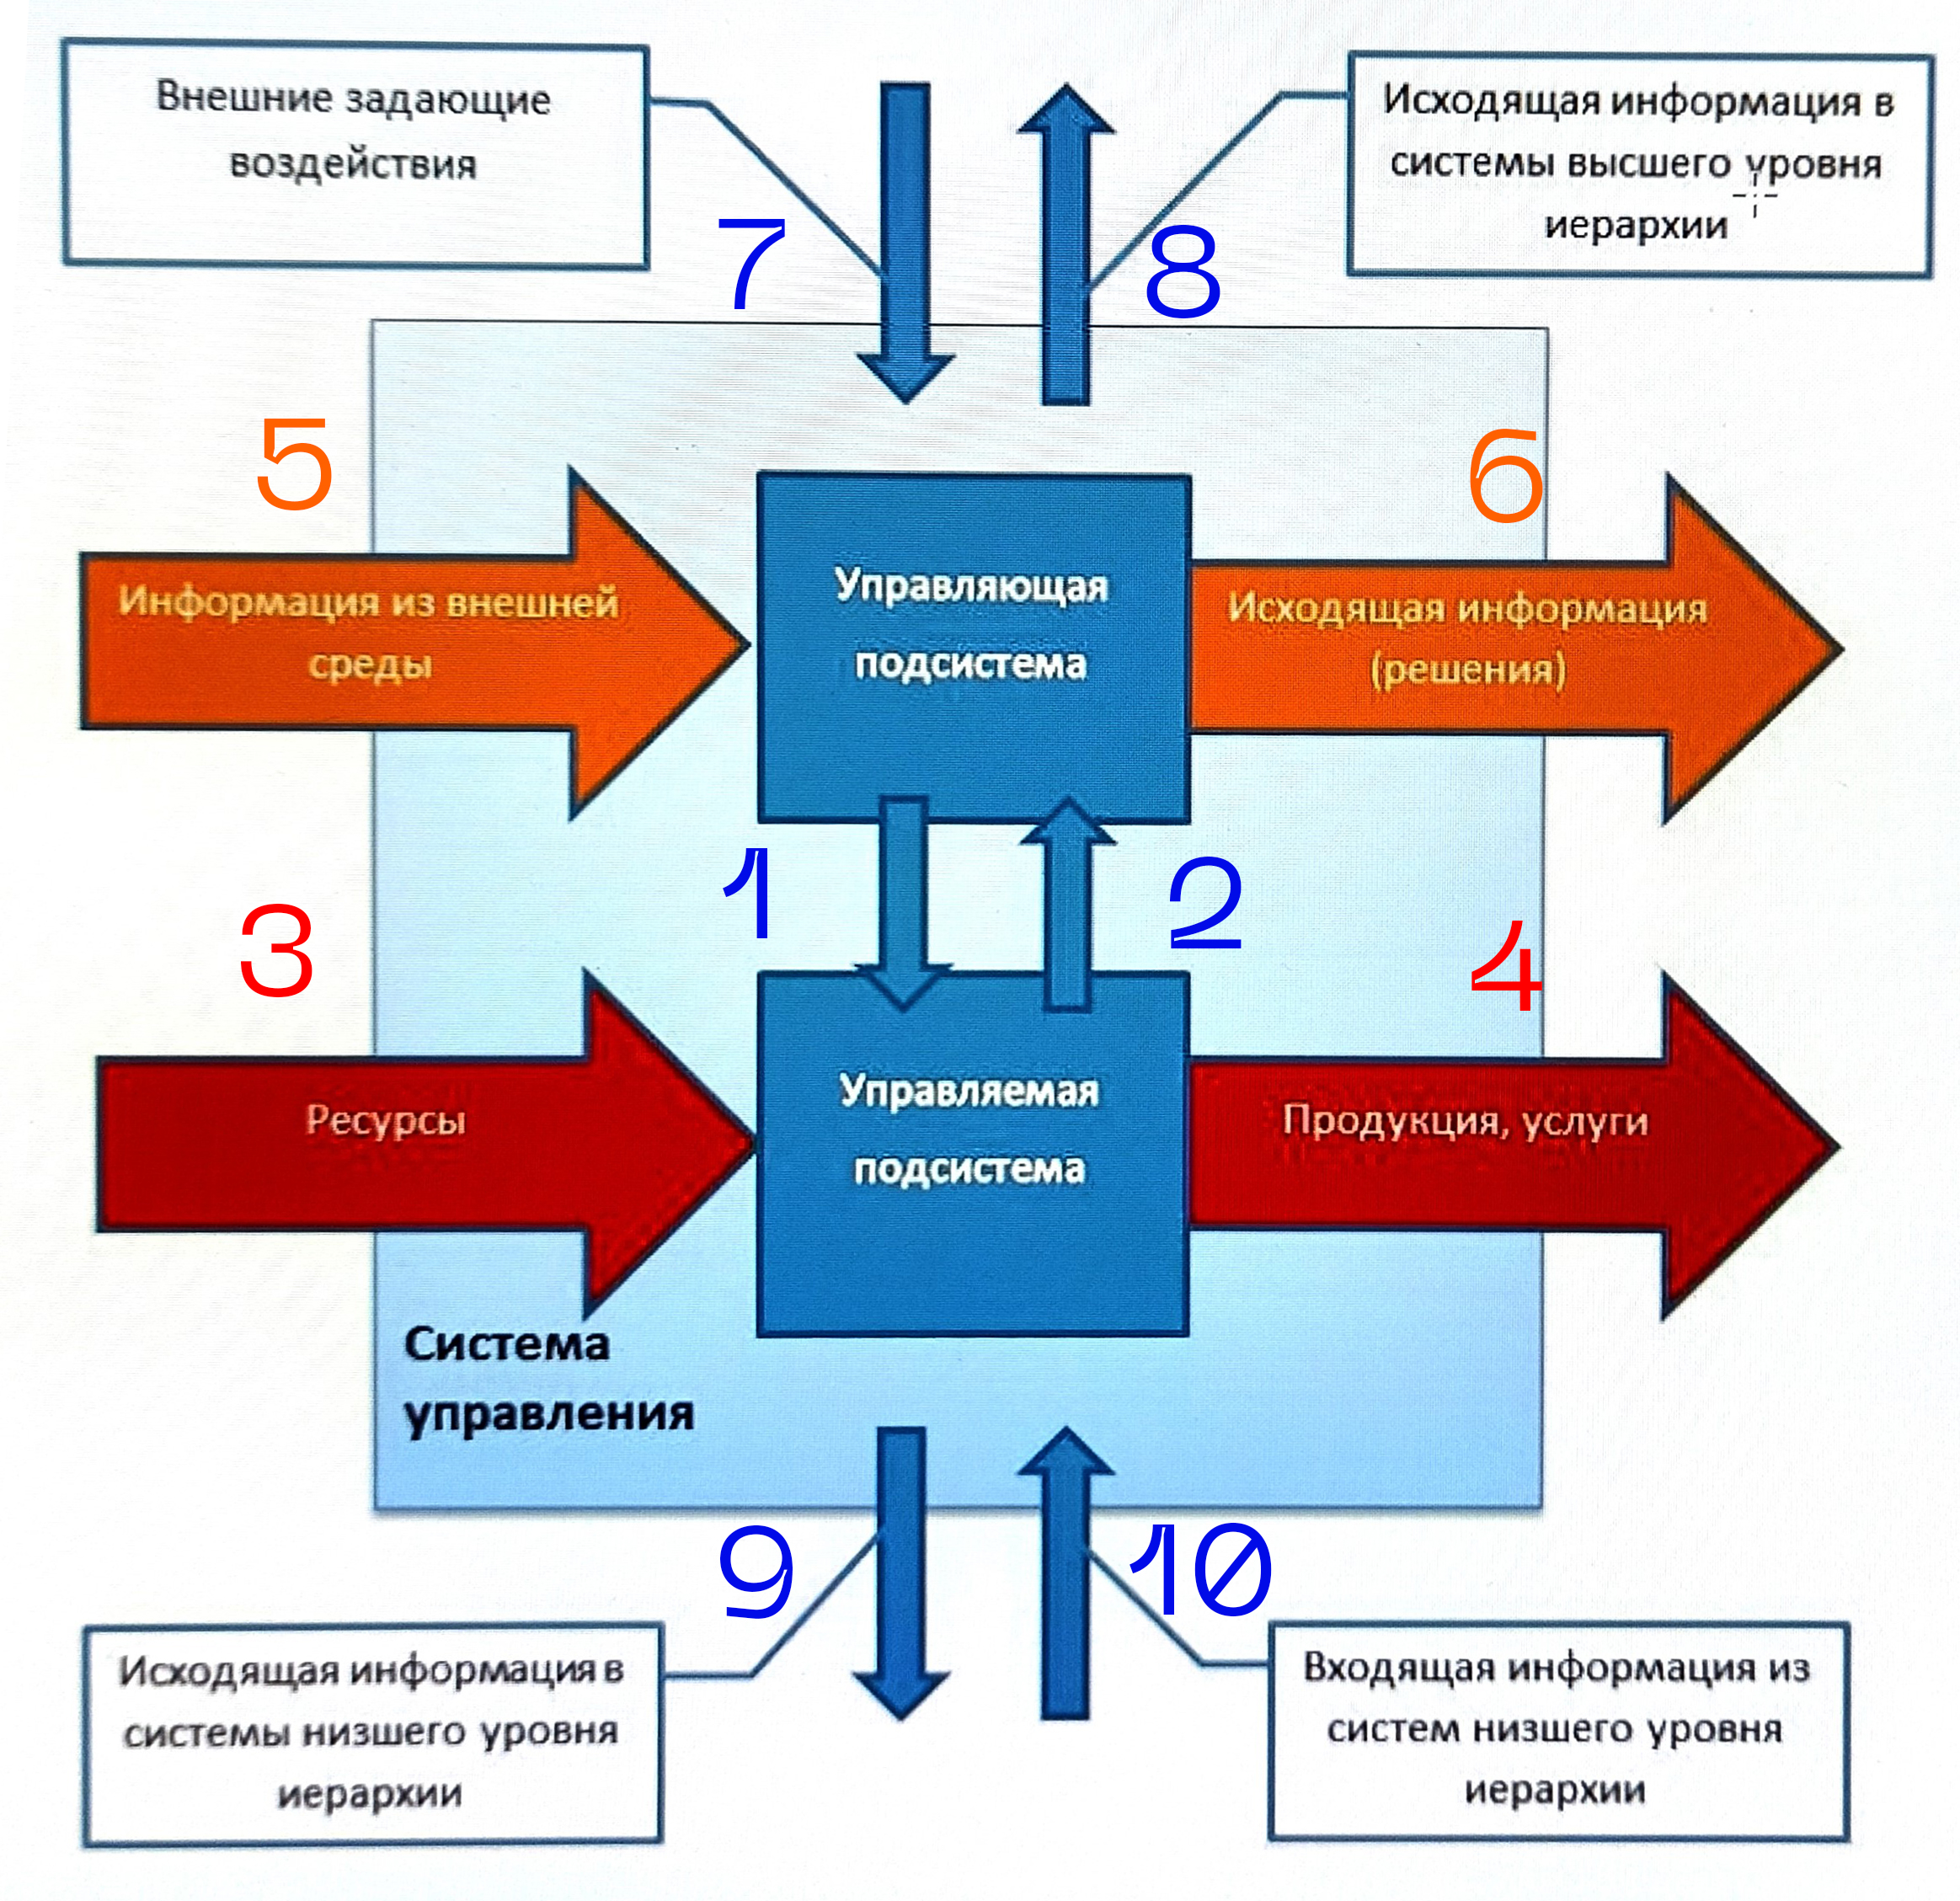 Внешние задающие
воздействия
Исходящая информация в
системы высшего уровня
иерархии
7
8
5
6
Информация из внешней
среды
Управляющая
подсистема
Исходящая информация
(решения)
1
2
3
4
Ресурсы
Управляемая
подсистема
Продукция, услуги
Система
управления
9
10
Исходящая информация в
системы низшего уровня
иерархии
Входящая информация из
систем низшего уровня
иерархии